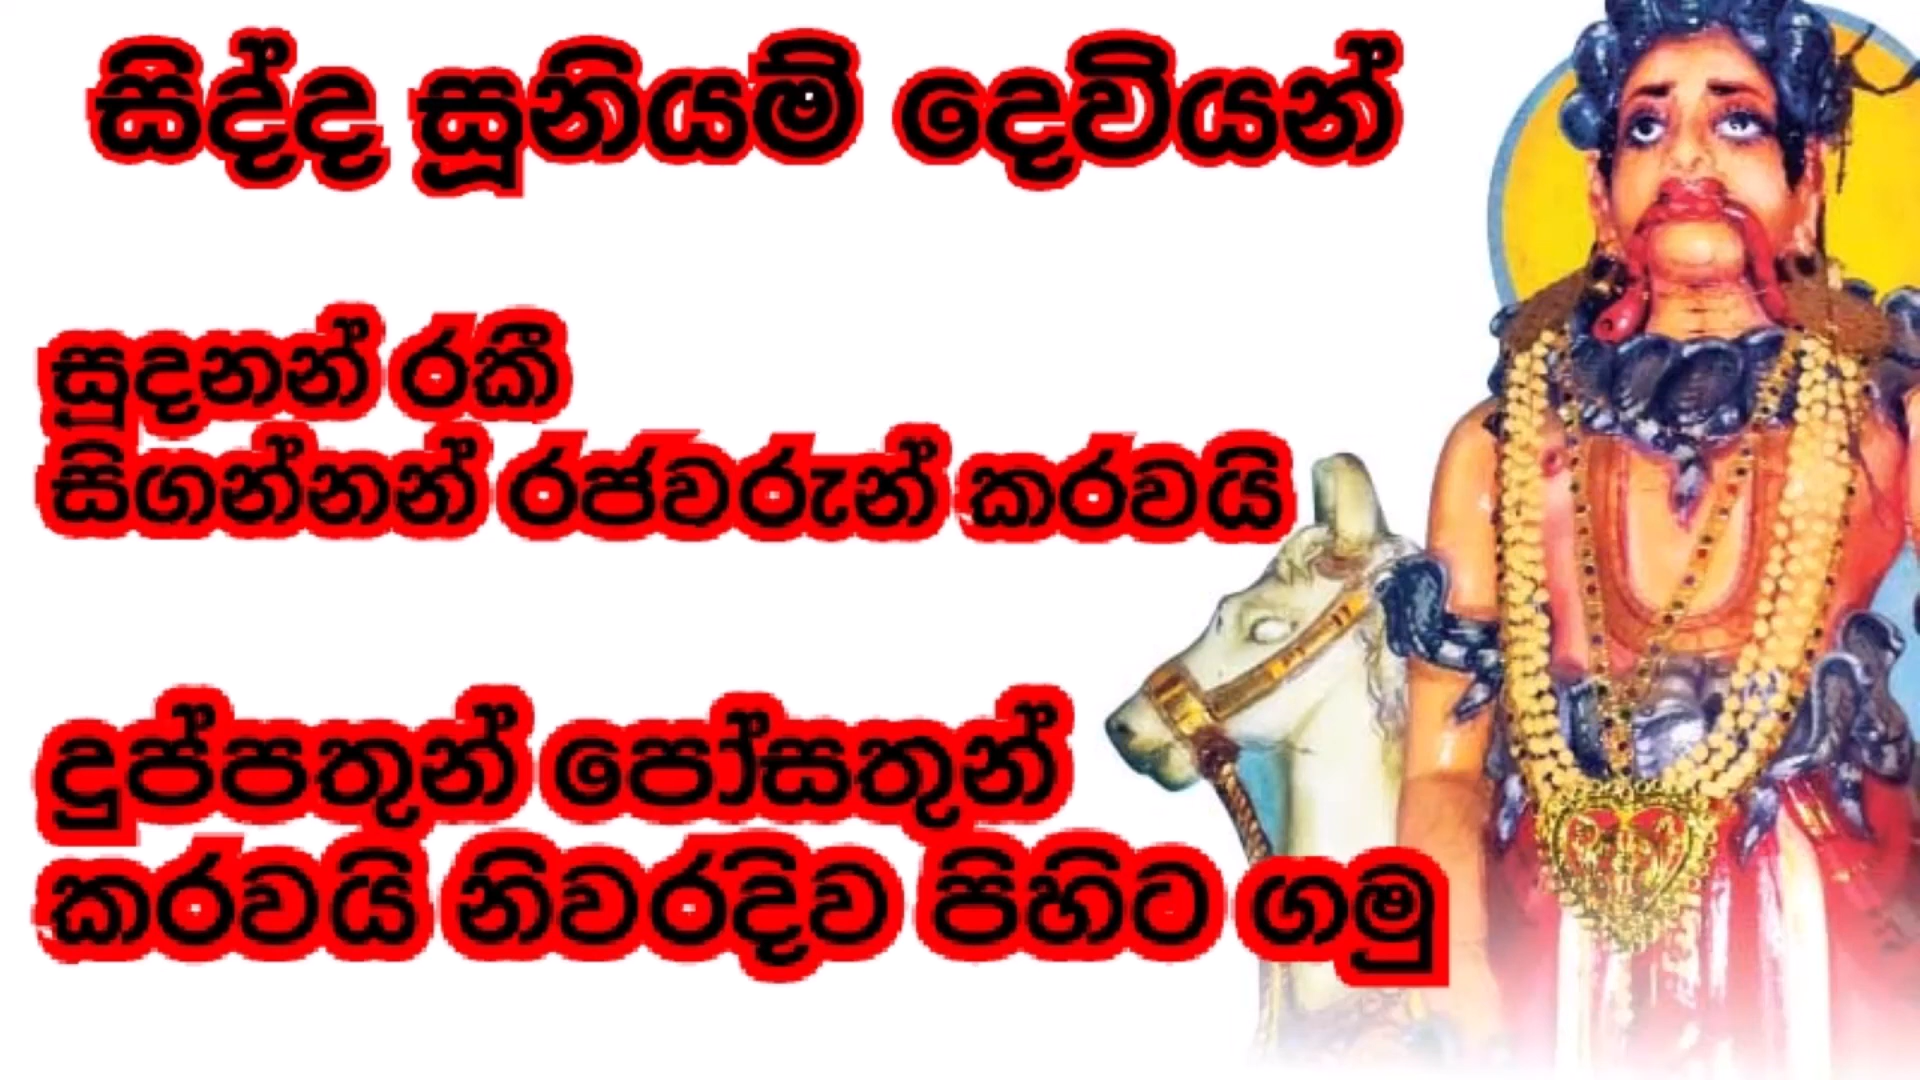 සිද්ද සූනියම් දෙවියන්
සුදනන් රකී
සිගන්නන් රජවරුන් කරවයි
දුප්පතුන් පෝසතුන්
කරවයි නිවරදිව පිහිට ගමු